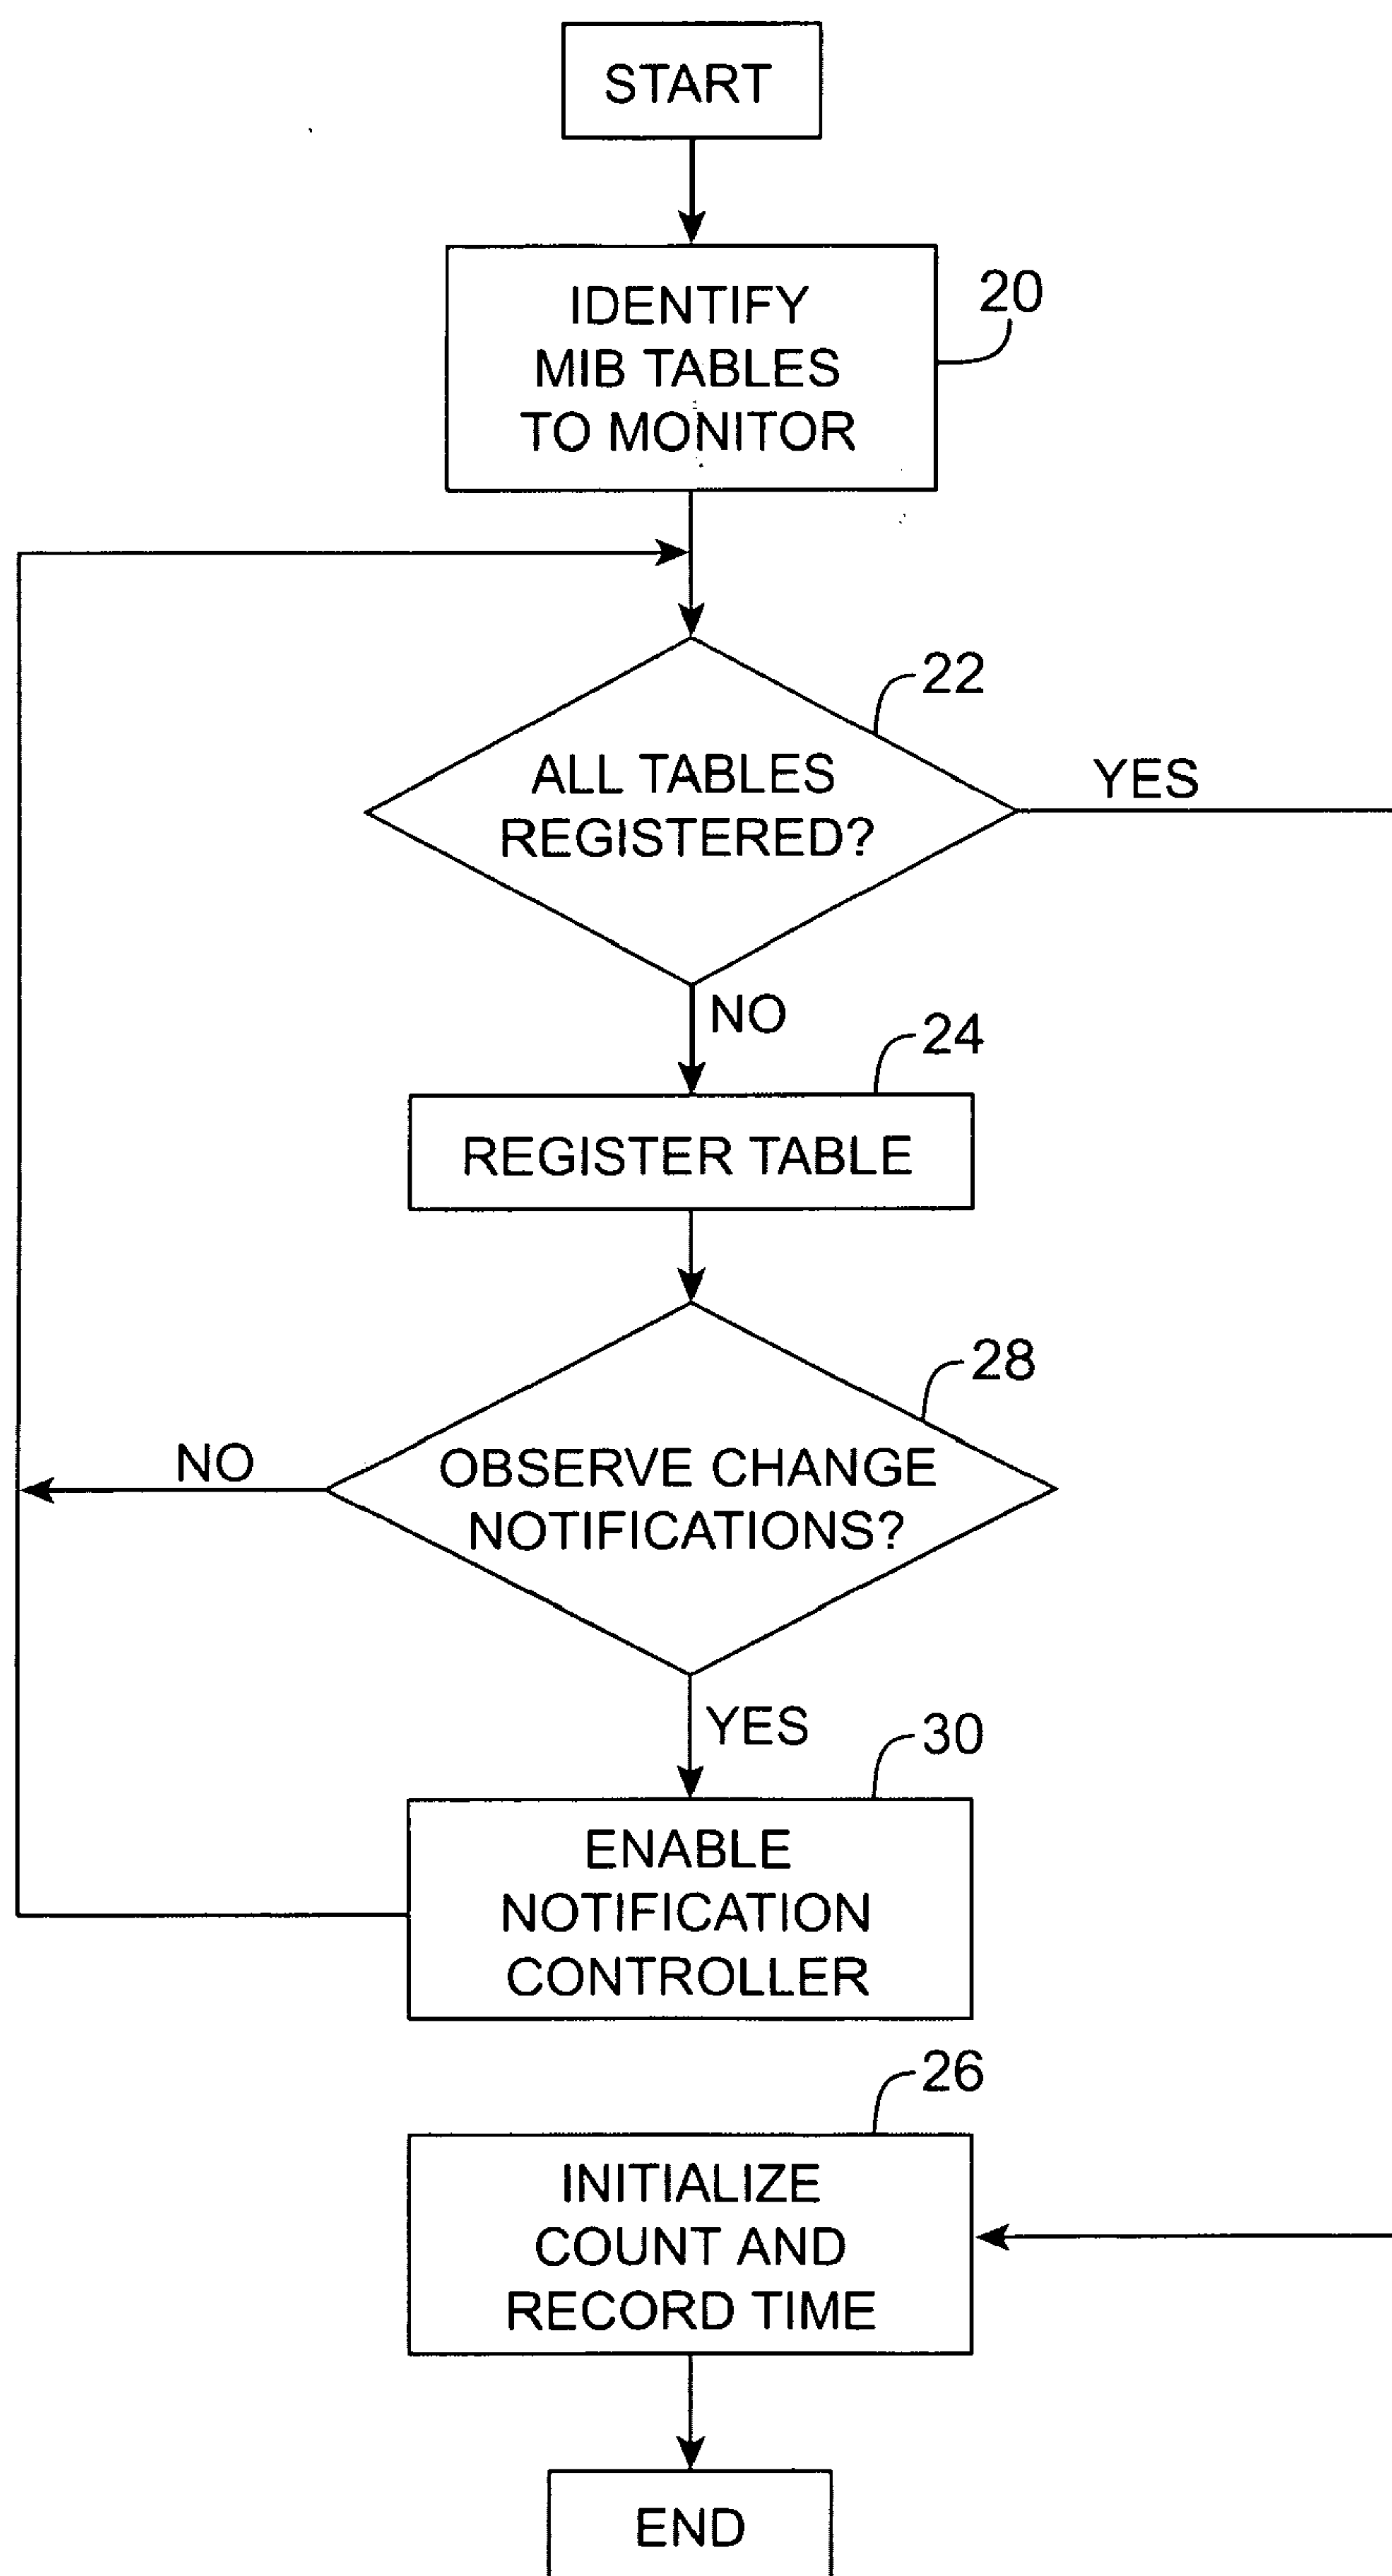 START
IDENTIFY
MIB TABLES
TO MONITOR
20
22
ALL TABLES
REGISTERED?
YES
NO
24
REGISTER TABLE
28
OBSERVE CHANGE
NOTIFICATIONS?
NO
YES
30
ENABLE
NOTIFICATION
CONTROLLER
26
INITIALIZE
COUNT AND
RECORD TIME
END